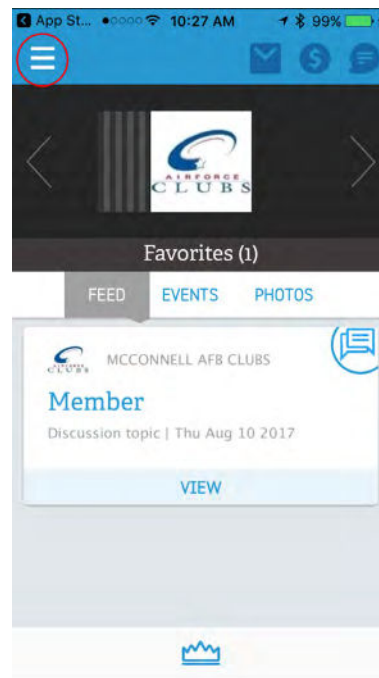 App St... 10:27 AM 99%
AIRFORCE
CLUBS
Favorites (1)
FEED EVENTS PHOTOS
CLUBS MCCONNELL AFB CLUBS
Member
Discussion topic | Thu Aug 10 2017
VIEW